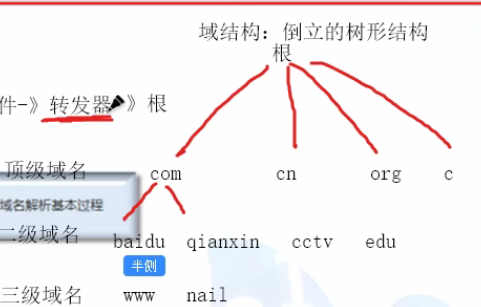 域结构：倒立的树形结构
根
件-》转发器》根
顶级域名 com cn org c
域名解析基本过程
二级域名 baidu qianxin cctv edu
半侧
三级域名 www nail